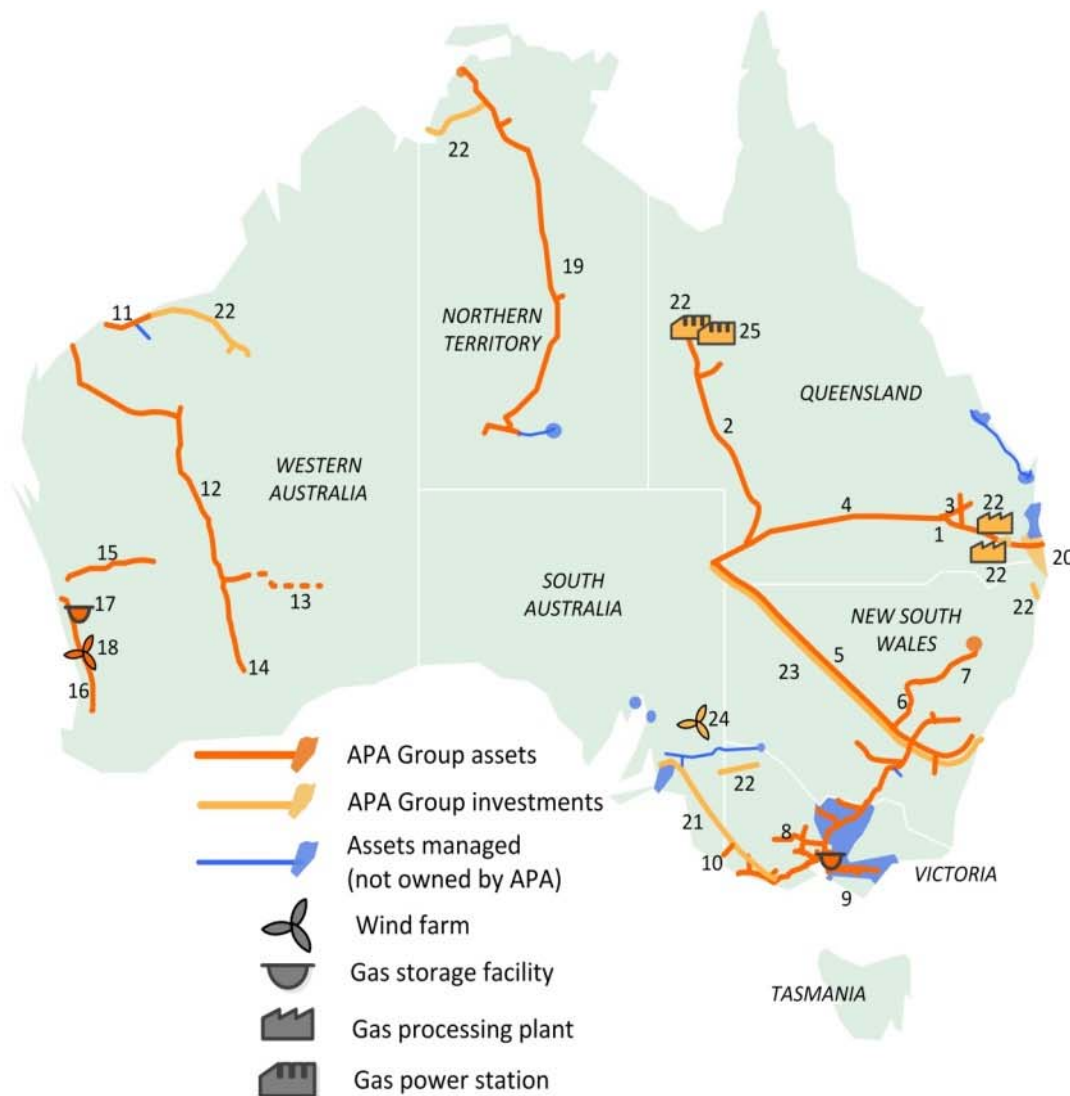 22
19
11
22
NORTHERN
TERRITORY
22
25
QUEENSLAND
2
WESTERN
AUSTRALIA
12
4
3
22
1
20
15
SOUTH
AUSTRALIA
22
13
22
17
NEW SOUTH
WALES
18
5
14
23
7
16
6
24
22
21
8
10
VICTORIA
9
TASMANIA
APA Group assets
APA Group investments
Assets managed
(not owned by APA)
Wind farm
Gas storage facility
Gas processing plant
Gas power station